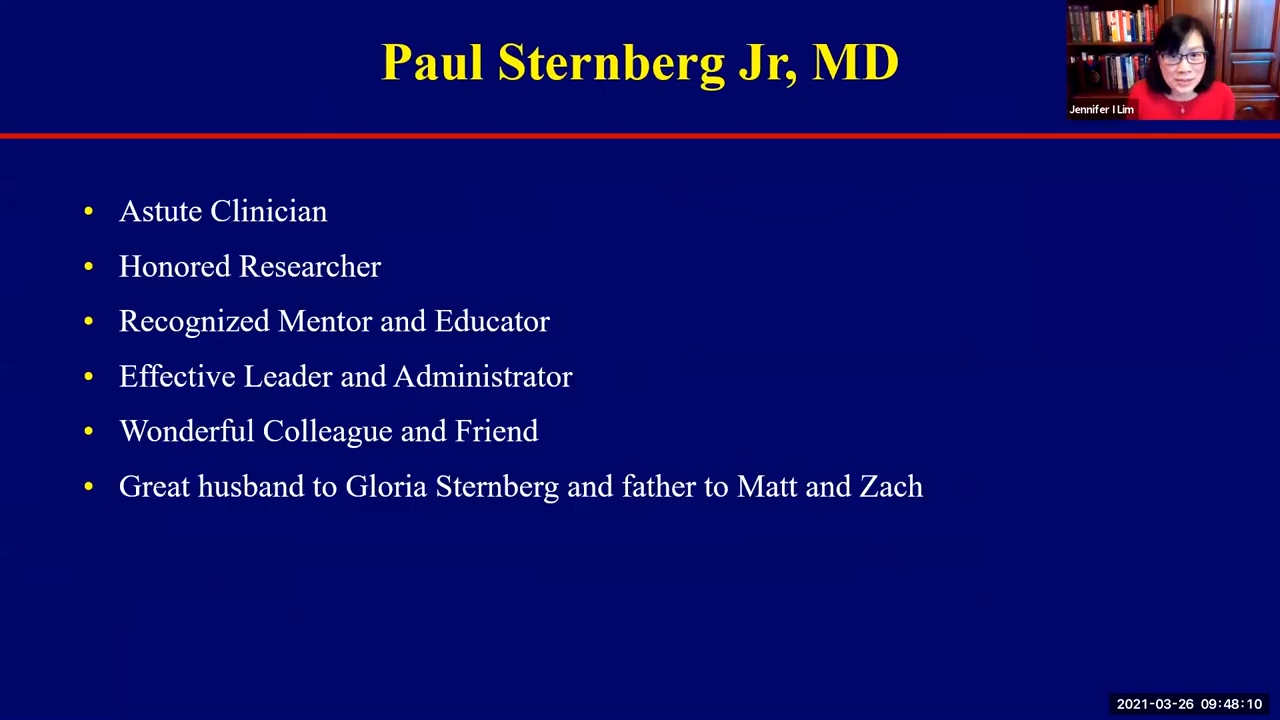 Paul Sternberg Jr, MD
Jennifer I Lim
• Astute Clinician
• Honored Researcher
• Recognized Mentor and Educator
• Effective Leader and Administrator
• Wonderful Colleague and Friend
• Great husband to Gloria Sternberg and father to Matt and Zach
2021-03-26 09:48:10